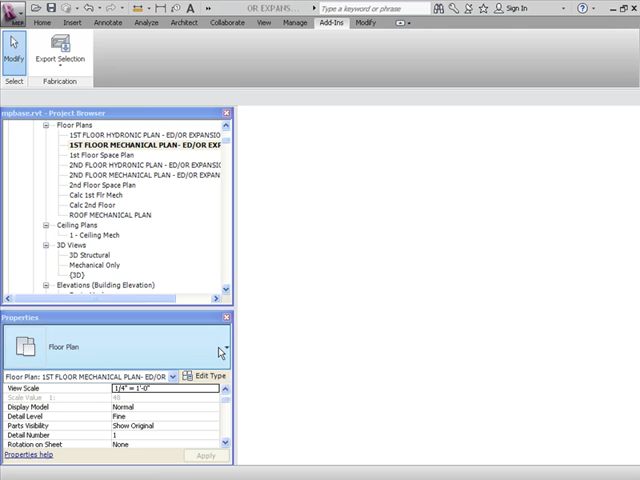 OR EXPANS...
Type a keyword or phrase
Sign In
MEP
Home
Insert
Annotate
Analyze
Architect
Collaborate
View
Manage
Add-Ins
Modify
Modify
Export Selection
Select
Fabrication
mpbase.rvt - Project Browser
Floor Plans
1ST FLOOR HYDRONIC PLAN - ED/OR EXPANSIO
1ST FLOOR MECHANICAL PLAN- ED/OR EXP
1st Floor Space Plan
2ND FLOOR HYDRONIC PLAN - ED/OR EXPANSIO
2ND FLOOR MECHANICAL PLAN - ED/OR EXPAN
2nd Floor Space Plan
Calc 1st Flr Mech
Calc 2nd Floor
ROOF MECHANICAL PLAN
Ceiling Plans
1 - Ceiling Mech
3D Views
3D Structural
Mechanical Only
{3D}
Elevations (Building Elevation)
Properties
Floor Plan
Floor Plan: 1ST FLOOR MECHANICAL PLAN- ED/OR
Edit Type
View Scale 1/4" = 1'-0"
Scale Value 1: 48
Display Model Normal
Detail Level Fine
Parts Visibility Show Original
Detail Number 1
Rotation on Sheet None
Properties help
Apply